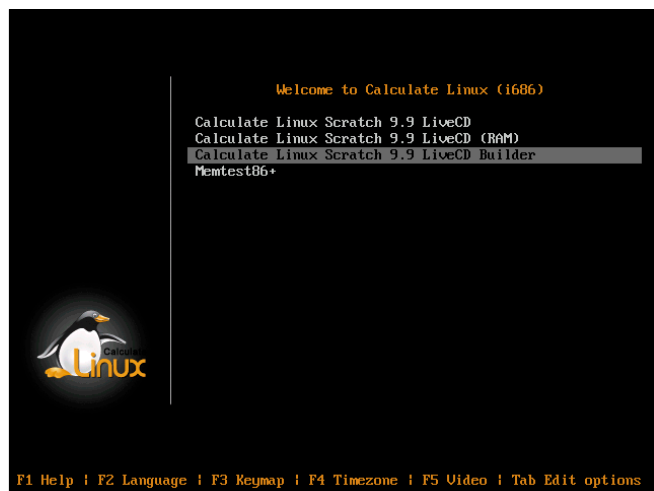 Welcome to Calculate Linux (i686)
Calculate Linux Scratch 9.9 LiveCD
Calculate Linux Scratch 9.9 LiveCD (RAM)
Calculate Linux Scratch 9.9 LiveCD Builder
Memtest86+
Calculate
Linux
F1 Help | F2 Language | F3 Keymap | F4 Timezone | F5 Video | Tab Edit options